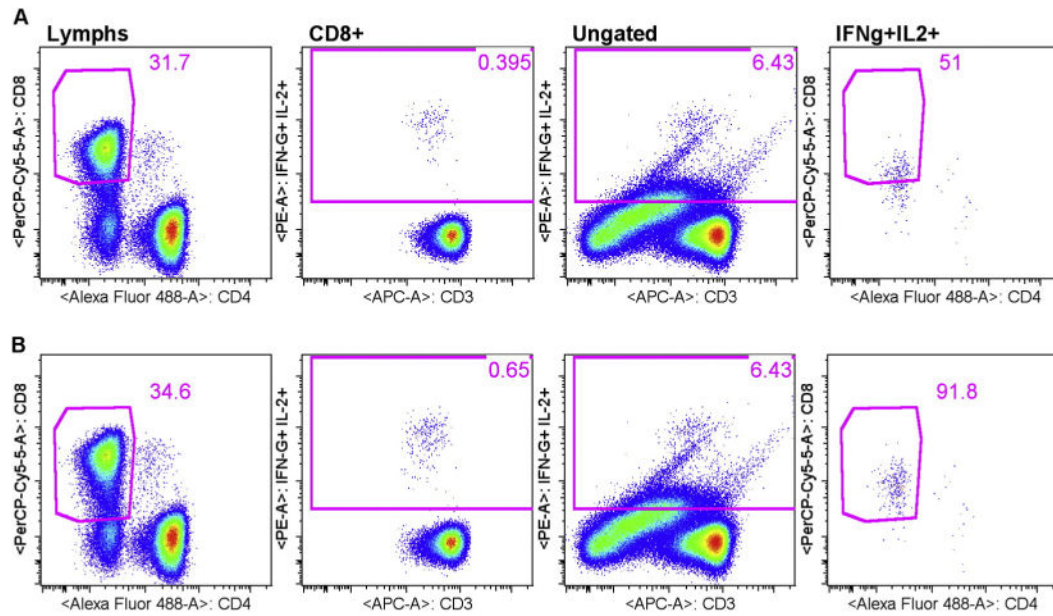 A
Lymphs
CD8+
Ungated
IFNg+IL2+
<PerCP-Cy5-5-A>: CD8
31.7
<Alexa Fluor 488-A>: CD4
<PE-A>: IFN-G+ IL-2+
0.395
<APC-A>: CD3
<PE-A>: IFN-G+ IL-2+
6.43
<APC-A>: CD3
<PerCP-Cy5-5-A>: CD8
51
<Alexa Fluor 488-A>: CD4
B
<PerCP-Cy5-5-A>: CD8
34.6
<Alexa Fluor 488-A>: CD4
<PE-A>: IFN-G+ IL-2+
0.65
<APC-A>: CD3
<PE-A>: IFN-G+ IL-2+
6.43
<APC-A>: CD3
<PerCP-Cy5-5-A>: CD8
91.8
<Alexa Fluor 488-A>: CD4